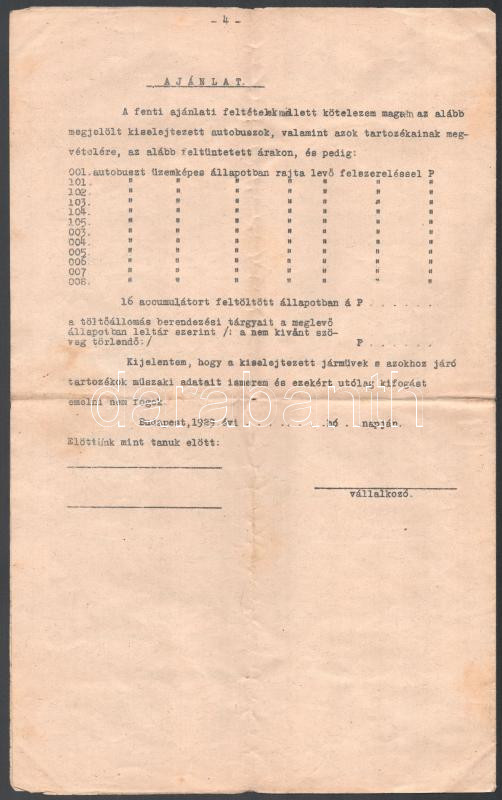 - 4 -
A J Á N L A T.
A fenti ajánlati feltételek mellett kötelezem magam az alább
megjelölt kiselejtezett autobuszok, valamint azok tartozékainak meg-
vételére, az alább feltüntetett árakon, és pedig:
001. autobuszt üzemképes állapotban rajta levő felszereléssel P
101. " " " " " " "
102. " " " " " " "
103. " " " " " " "
104. " " " " " " "
105. " " " " " " "
003. " " " " " " "
004. " " " " " " "
005. " " " " " " "
006. " " " " " " "
007 " " " " " " "
008. " " " " " " "
16 accumulátort feltöltött állapotban á P . . . . . . .
a töltőállomás berendezési tárgyait a meglevő
állapotban leltár szerint /: a nem kivánt szö-
veg törlendő:/ P . . . . . . .
Kijelentem, hogy a kiselejtezett járművek s azokhoz járó
tartozékok műszaki adatait ismerem és ezekért utólag kifogást
emelni nem fogok.
darabanth
Budapest, 1929 évi . . . . . . . . .hó . .napján.
Előttünk mint tanuk előtt:
vállalkozó.